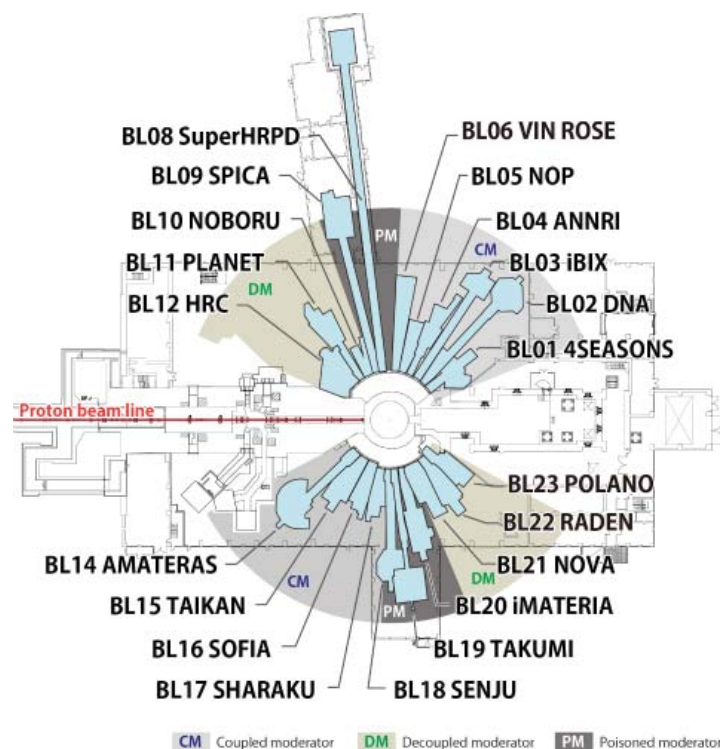 BL08 SuperHRPD
BL06 VIN ROSE
BL09 SPICA
BL05 NOP
BL10 NOBORU
BL04 ANNRI
PM
CM
BL11 PLANET
BL03 iBIX
DM
BL12 HRC
BL02 DNA
BL01 4SEASONS
Proton beam line
BL23 POLANO
BL22 RADEN
BL14 AMATERAS
BL21 NOVA
CM
DM
BL15 TAIKAN
BL20 iMATERIA
PM
BL16 SOFIA
BL19 TAKUMI
BL17 SHARAKU
BL18 SENJU
CM Coupled moderator DM Decoupled moderator PM Poisoned moderator